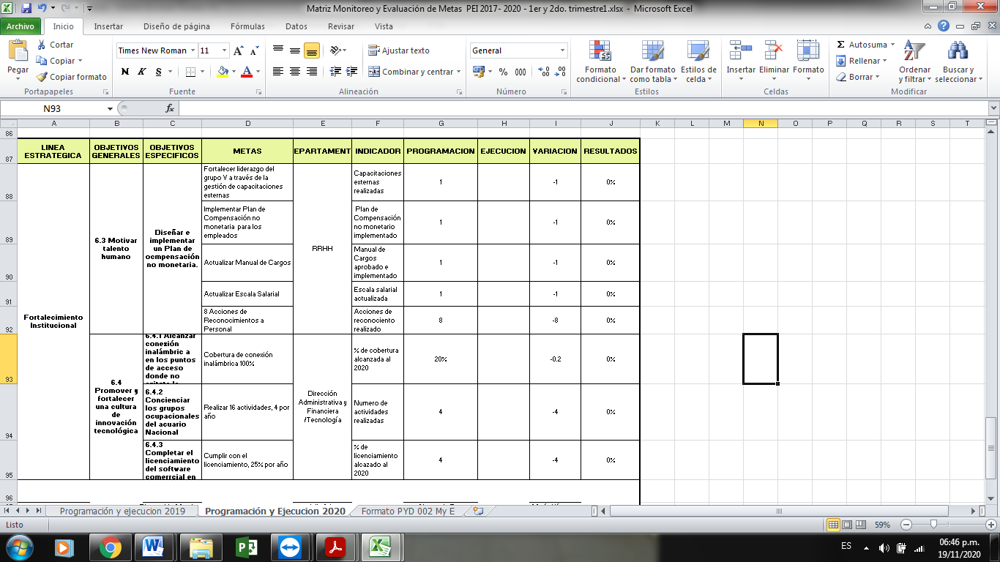 Matriz Monitoreo y Evaluación de Metas PEI 2017- 2020 - 1er y 2do. trimestre1.xlsx - Microsoft Excel
Archivo Inicio Insertar Diseño de página Fórmulas Datos Revisar Vista
Pegar
Cortar
Copiar
Copiar formato
Portapapeles
Times New Roman 11
N K S
Fuente
Ajustar texto
Combinar y centrar
Alineación
General
% 000
Número
Formato
condicional
Dar formato
como tabla
Estilos de
celda
Estilos
Insertar Eliminar Formato
Celdas
Autosuma
Rellenar
Borrar
Ordenar
y filtrar
Buscar y
seleccionar
Modificar
N93 fx
A B C D E F G H I J K L M N O P Q R S T
86
87
LINEA
ESTRATEGICA
OBJETIVOS
GENERALES
OBJETIVOS
ESPECIFICOS
METAS
EPARTAMENT
INDICADOR
PROGRAMACION
EJECUCION
VARIACION
RESULTADOS
Fortalecimiento
Institucional
6.3 Motivar
talento
humano
Diseñar e
implementar
un Plan de
ocmpensación
no monetaria.
RRHH
88
Fortalecer liderazgo del
grupo V a través de la
gestión de capacitaciones
externas
Capacitaciones
externas
realizadas
1 -1 0%
89
Implementar Plan de
Compensación no
monetaria para los
empleados
Plan de
Compensación
no monetario
implementado
1 -1 0%
90
Actualizar Manual de Cargos
Manual de
Cargos
aprobado e
implementado
1 -1 0%
91
Actualizar Escala Salarial
Escala salarial
actualizada
1 -1 0%
92
8 Acciones de
Reconocimientos a
Personal
Acciones de
reconociento
realizado
8 -8 0%
6.4
Promover y
fortalecer
una cultura
de
innovación
tecnológica
93
6.4.1 Alcanzar
conexión
inalámbric a
en los puntos
de acceso
donde no
Cobertura de conexión
inalámbrica 100%
Dirección
Administrativa y
Financiera
/Tecnología
% de cobertura
alcanzada al
2020
20% -0.2 0%
94
6.4.2
Concienciar
los grupos
ocupacionales
del acuario
Nacional
Realizar 16 actividades, 4 por
año
Numero de
actividades
realizadas
4 -4 0%
95
6.4.3
Completar el
licenciamiento
del software
comercial en
Cumplir con el
licenciamiento, 25% por año
% de
licenciamiento
alcazado al
2020
4 -4 0%
96
Programación y ejecucion 2019 Programación y Ejecucion 2020 Formato PYD 002 My E
Listo 59%
ES 06:46 p.m.
19/11/2020